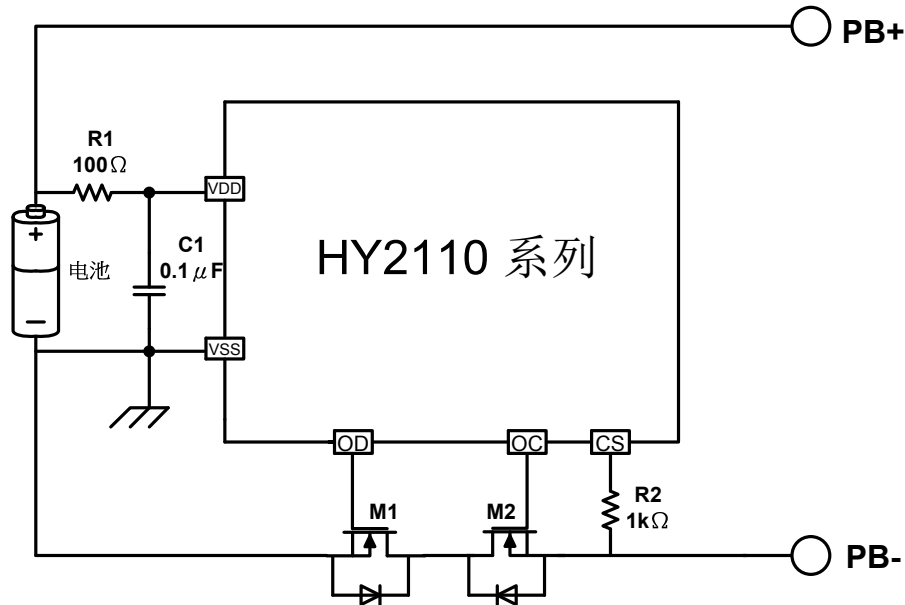 PB+
R1
100Ω
VDD
C1
0.1μF
+
电池
HY2110 系列
VSS
OD
OC
CS
M1
M2
R2
1kΩ
PB-